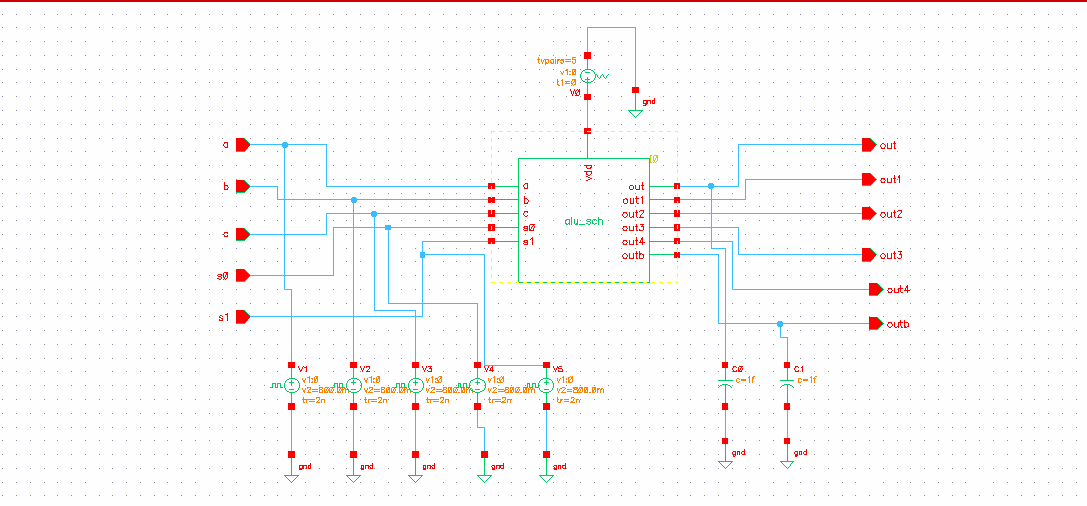 tvpairs=5
v1:0
t1=0
V0
gnd
a
b
c
s0
s1
vdd
a
b
c
s0
s1
alu_sch
out
out1
out2
out3
out4
outb
out
out1
out2
out3
out4
outb
V1
v1:0
v2=800.0m
tr=2n
V2
v1:0
v2=800.0m
tr=2n
V3
v1:0
v2=800.0m
tr=2n
V4
v1:0
v2=800.0m
tr=2n
V5
v1:0
v2=800.0m
tr=2n
C0
c=1f
C1
c=1f
gnd
gnd
gnd
gnd
gnd
gnd
gnd